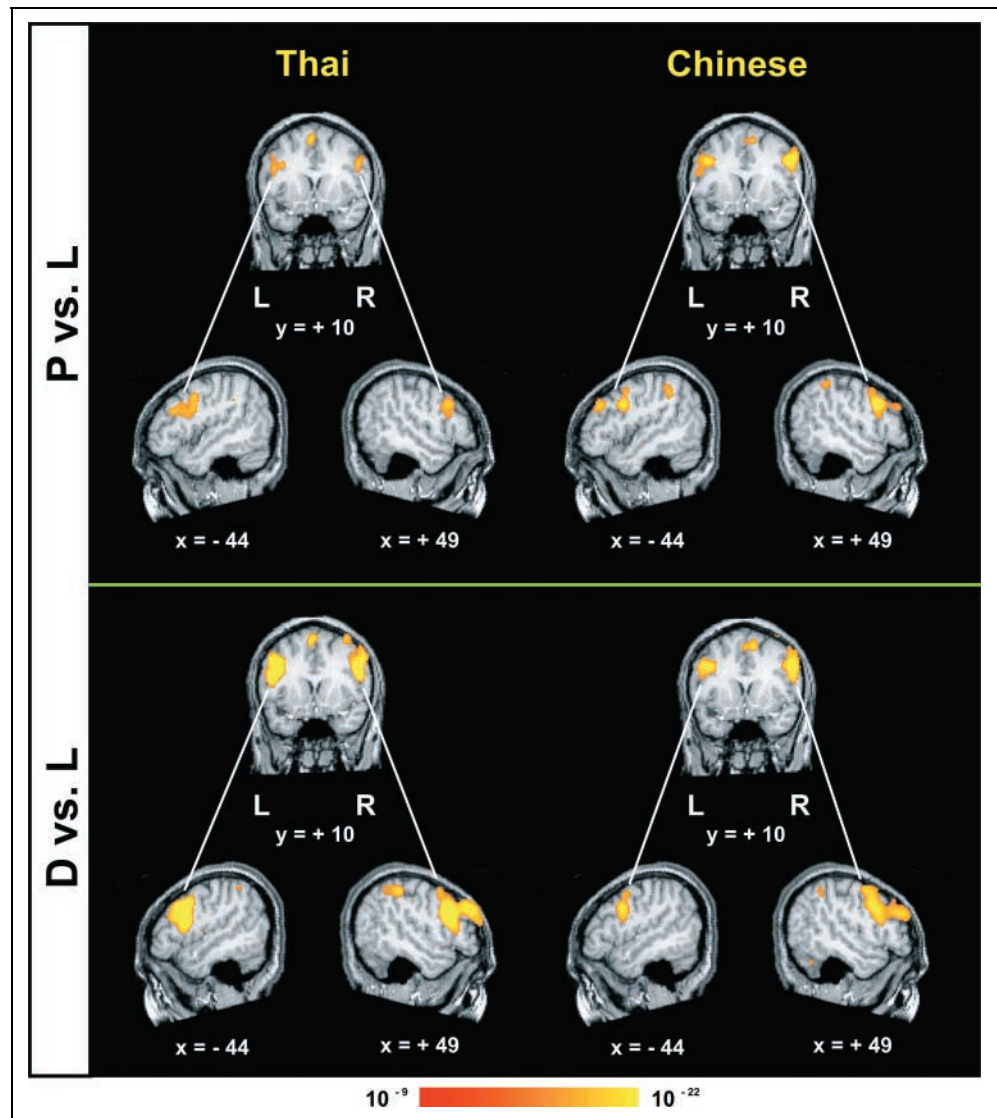 Thai Chinese
P vs. L
L R L R
y = + 10 y = + 10
x = - 44 x = + 49 x = - 44 x = + 49
D vs. L
L R L R
y = + 10 y = + 10
x = - 44 x = + 49 x = - 44 x = + 49
10 -9 10 -22